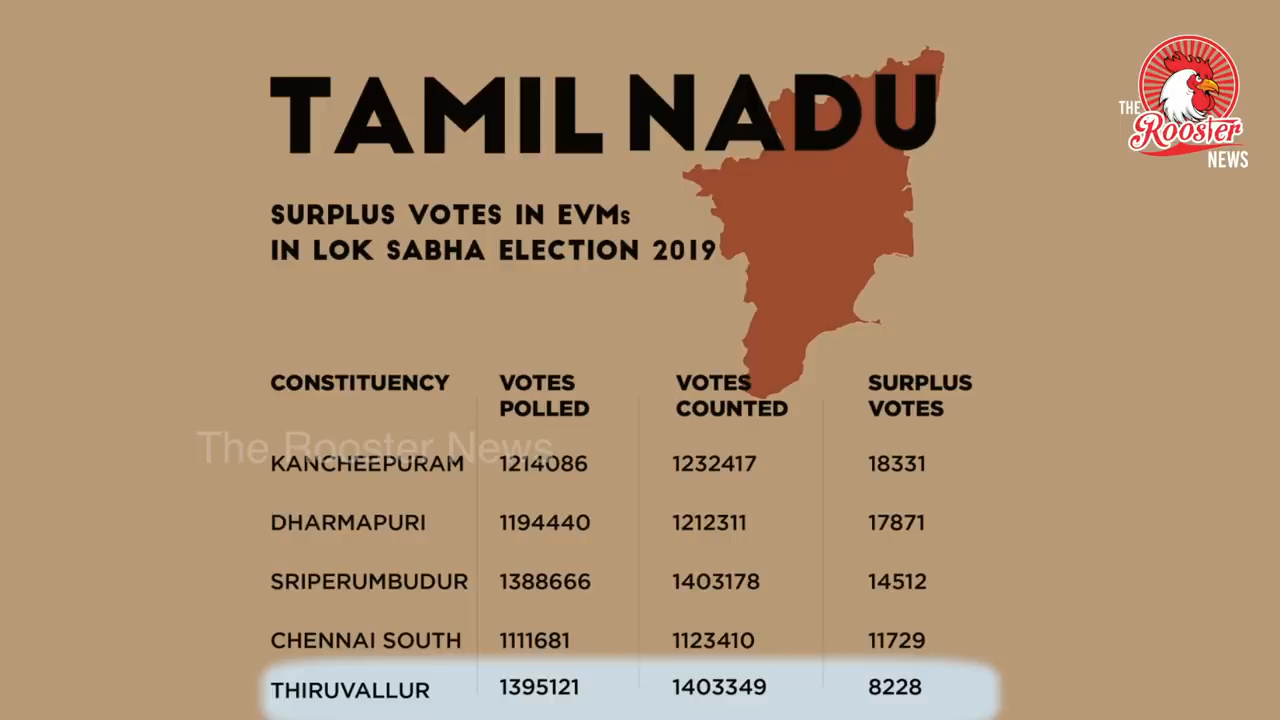 TAMIL NADU
SURPLUS VOTES IN EVMs
IN LOK SABHA ELECTION 2019
THE
Rooster
NEWS
CONSTITUENCY VOTES POLLED VOTES COUNTED SURPLUS VOTES
The Rooster News
KANCHEEPURAM 1214086 1232417 18331
DHARMAPURI 1194440 1212311 17871
SRIPERUMBUDUR 1388666 1403178 14512
CHENNAI SOUTH 1111681 1123410 11729
THIRUVALLUR 1395121 1403349 8228